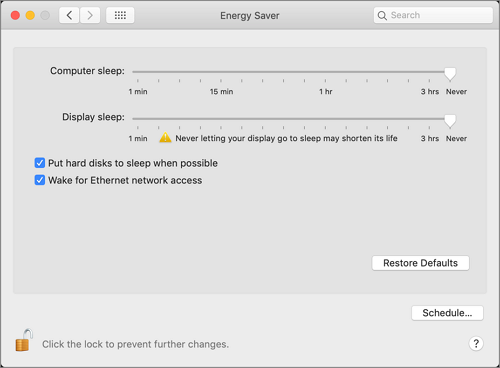 Energy Saver
Search
Computer sleep:
1 min 15 min 1 hr 3 hrs Never
Display sleep:
1 min Never letting your display go to sleep may shorten its life 3 hrs Never
Put hard disks to sleep when possible
Wake for Ethernet network access
Restore Defaults
Schedule...
Click the lock to prevent further changes.
?